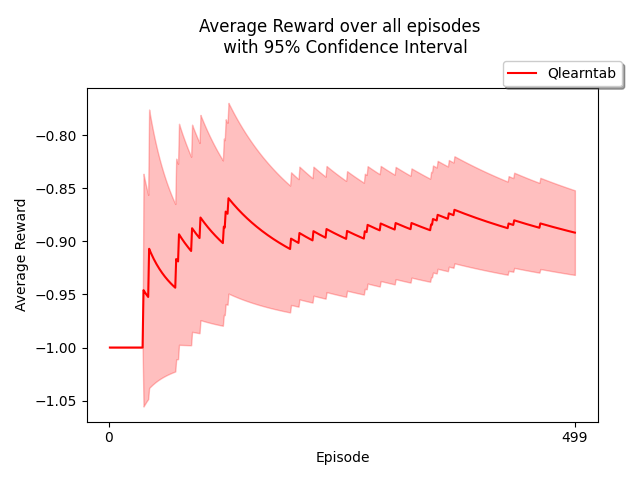 Average Reward over all episodes
with 95% Confidence Interval
Qlearntab
Average Reward
−0.80
−0.85
−0.90
−0.95
−1.00
−1.05
0
499
Episode